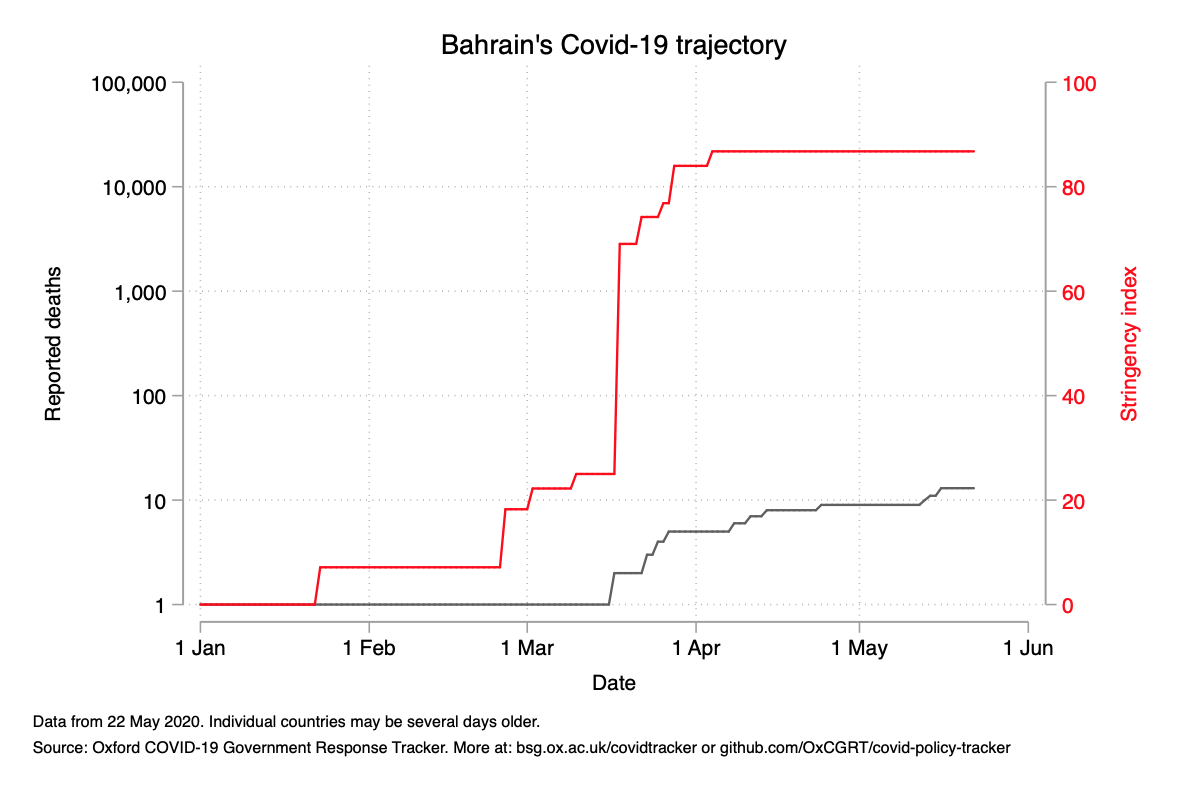 Bahrain's Covid-19 trajectory
100,000
10,000
1,000
100
10
1
Reported deaths
100
80
60
40
20
0
Stringency index
1 Jan
1 Feb
1 Mar
1 Apr
1 May
1 Jun
Date
Data from 22 May 2020. Individual countries may be several days older.
Source: Oxford COVID-19 Government Response Tracker. More at: bsg.ox.ac.uk/covidtracker or github.com/OxCGRT/covid-policy-tracker